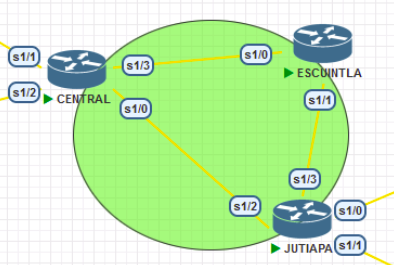 ESCUINTLA
s1/0
s1/1
s1/3
s1/2
CENTRAL
s1/0
s1/1
s1/3
s1/2
s1/0
JUTIAPA
s1/1